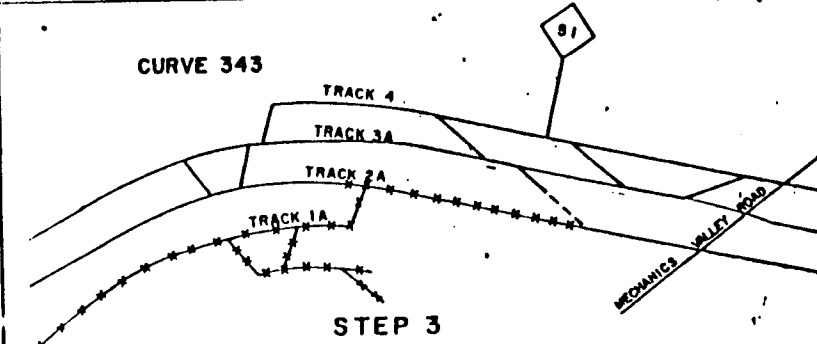 CURVE 343
81
TRACK 4
TRACK 3A
TRACK 2A
TRACK 1A
MECHANICS VALLEY ROAD
STEP 3